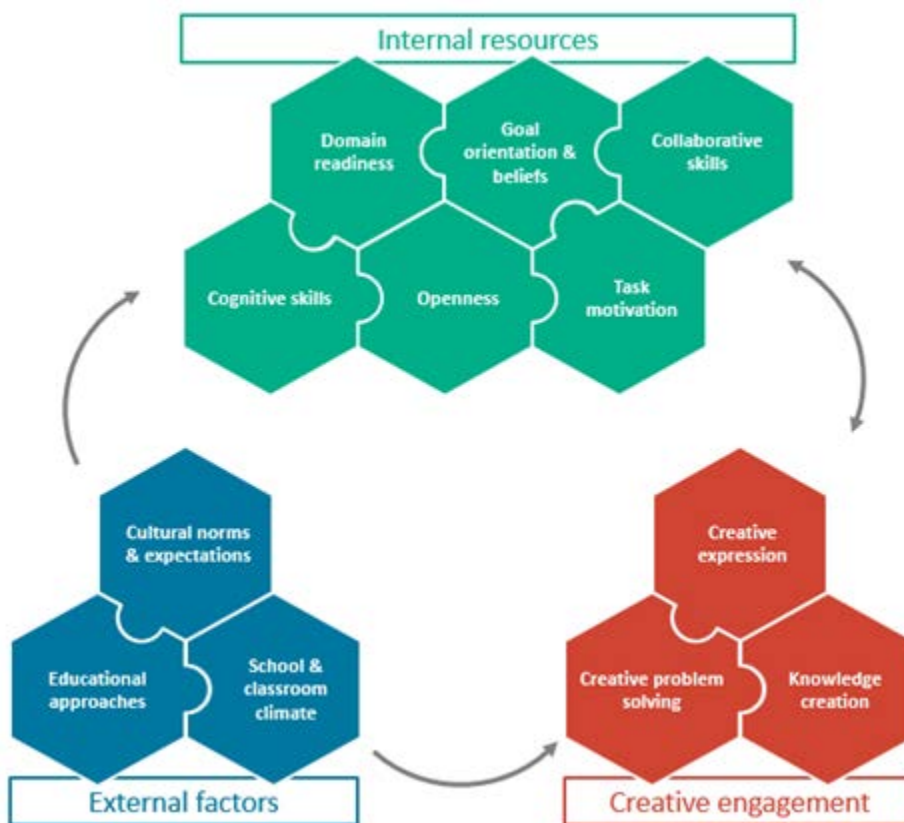 Internal resources
Domain
readiness
Goal
orientation &
beliefs
Collaborative
skills
Cognitive skills
Openness
Task
motivation
Cultural norms
& expectations
Educational
approaches
School &
classroom
climate
External factors
Creative
expression
Creative problem
solving
Knowledge
creation
Creative engagement